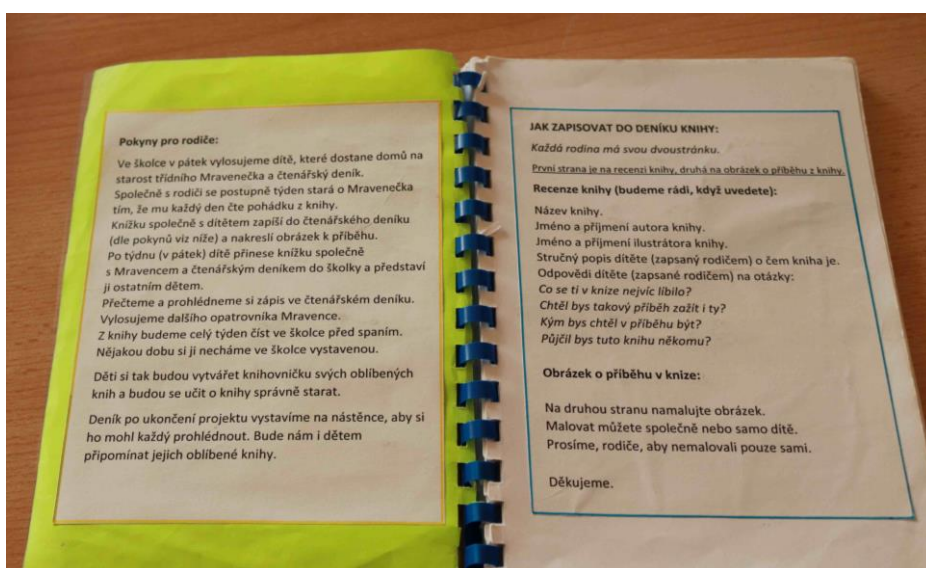 Pokyny pro rodiče:
Ve školce v pátek vylosujeme dítě, které dostane domů na
starost třídního Mravenečka a čtenářský deník.
Společně s rodiči se postupně týden stará o Mravenečka
tím, že mu každý den čte pohádku z knihy.
Knížku společně s dítětem zapíší do čtenářského deníku
(dle pokynů viz níže) a nakreslí obrázek k příběhu.
Po týdnu (v pátek) dítě přinese knížku společně
s Mravencem a čtenářským deníkem do školky a představí
ji ostatním dětem.
Přečteme a prohlédneme si zápis ve čtenářském deníku.
Vylosujeme dalšího opatrovníka Mravence.
Z knihy budeme celý týden číst ve školce před spaním.
Nějakou dobu si ji necháme ve školce vystavenou.
Děti si tak budou vytvářet knihovničku svých oblíbených
knih a budou se učit o knihy správně starat.
Deník po ukončení projektu vystavíme na nástěnce, aby si
ho mohl každý prohlédnout. Bude nám i dětem
připomínat jejich oblíbené knihy.
JAK ZAPISOVAT DO DENÍKU KNIHY:
Každá rodina má svou dvoustránku.
První strana je na recenzi knihy, druhá na obrázek o příběhu z knihy.
Recenze knihy (budeme rádi, když uvedete):
Název knihy.
Jméno a příjmení autora knihy.
Jméno a příjmení ilustrátora knihy.
Stručný popis dítěte (zapsaný rodičem) o čem kniha je.
Odpovědi dítěte (zapsané rodičem) na otázky:
Co se ti v knize nejvíc líbilo?
Chtěl bys takový příběh zažít i ty?
Kým bys chtěl v příběhu být?
Půjčil bys tuto knihu někomu?
Obrázek o příběhu v knize:
Na druhou stranu namalujte obrázek.
Malovat můžete společně nebo samo dítě.
Prosíme, rodiče, aby nemalovali pouze sami.
Děkujeme.